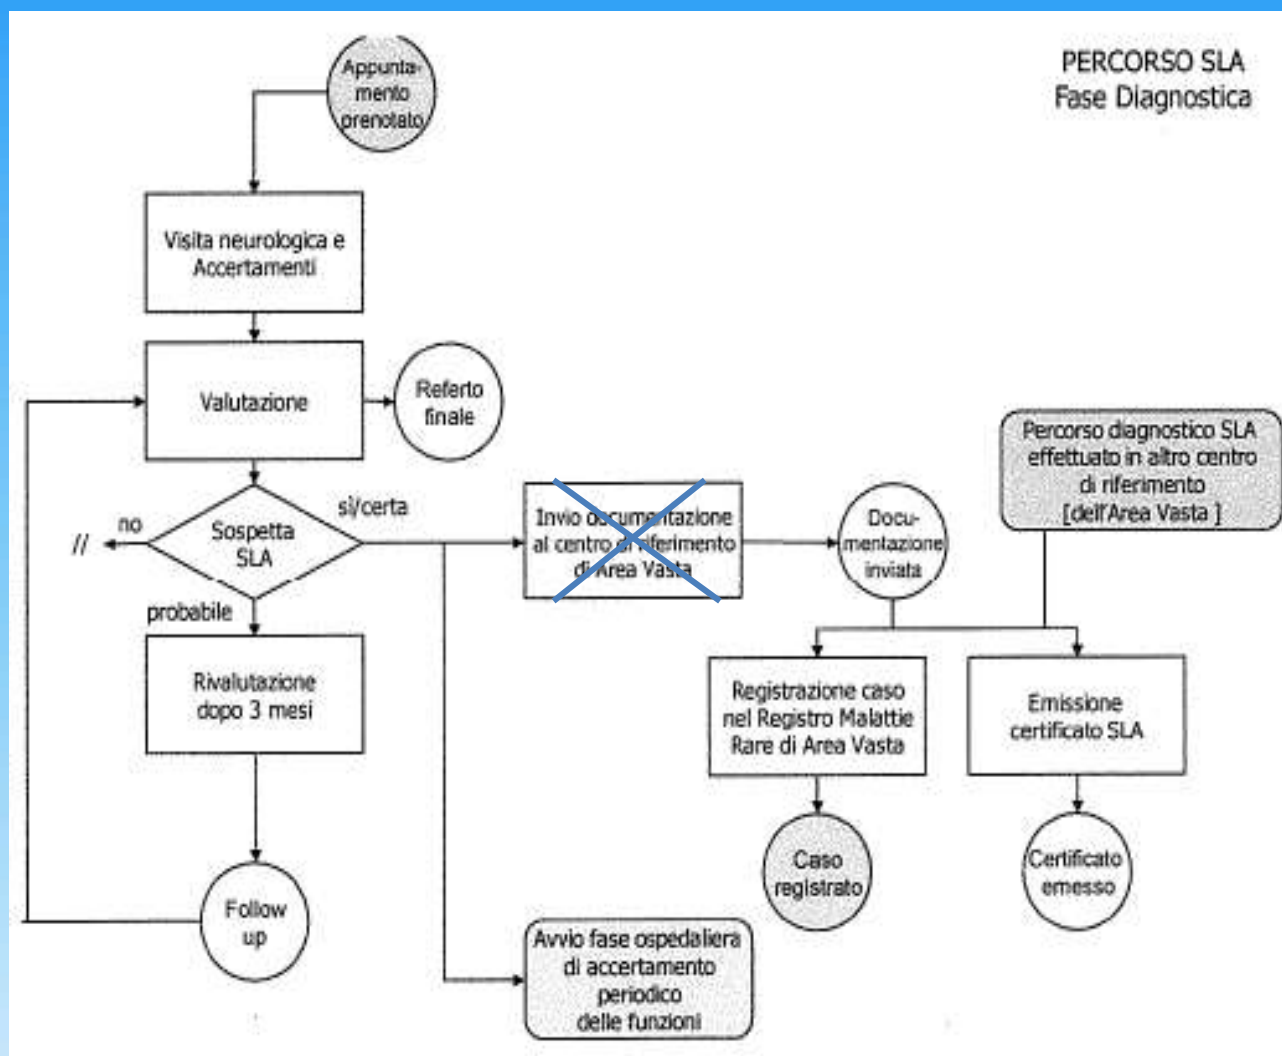 PERCORSO SLA
Fase Diagnostica
Appunta-
mento
prenotato
Visita neurologica e
Accertamenti
Valutazione
Referto
finale
Sospetta
SLA
no
//
sì/certa
probabile
Rivalutazione
dopo 3 mesi
Follow
up
Invio documentazione
al centro di riferimento
di Area Vasta
Docu-
mentazione
inviata
Percorso diagnostico SLA
effettuato in altro centro
di riferimento
[dell'Area Vasta ]
Registrazione caso
nel Registro Malattie
Rare di Area Vasta
Emissione
certificato SLA
Caso
registrato
Certificato
emesso
Avvio fase ospedaliera
di accertamento
periodico
delle funzioni